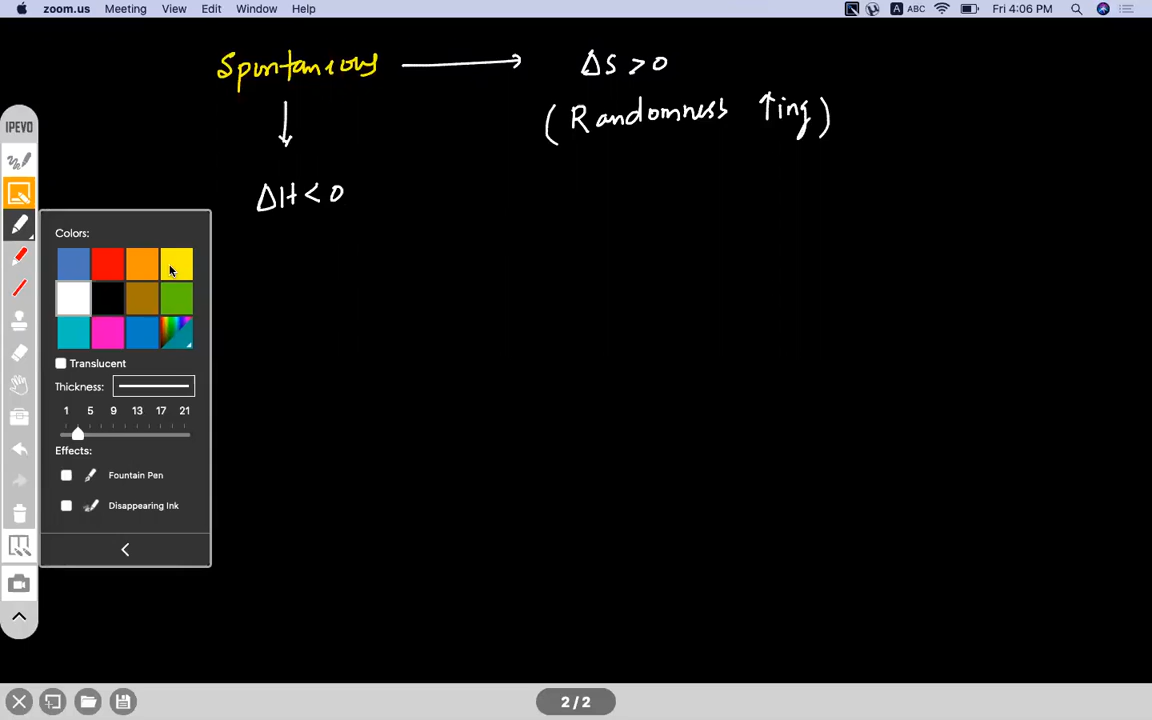 zoom.us Meeting View Edit Window Help A ABC Fri 4:06 PM
Spontaneous → ΔS > 0
(Randomness ↑ing)
↓
ΔH < 0
IPEVO
Colors:
Translucent
Thickness:
1 5 9 13 17 21
Effects:
Fountain Pen
Disappearing Ink
2 / 2